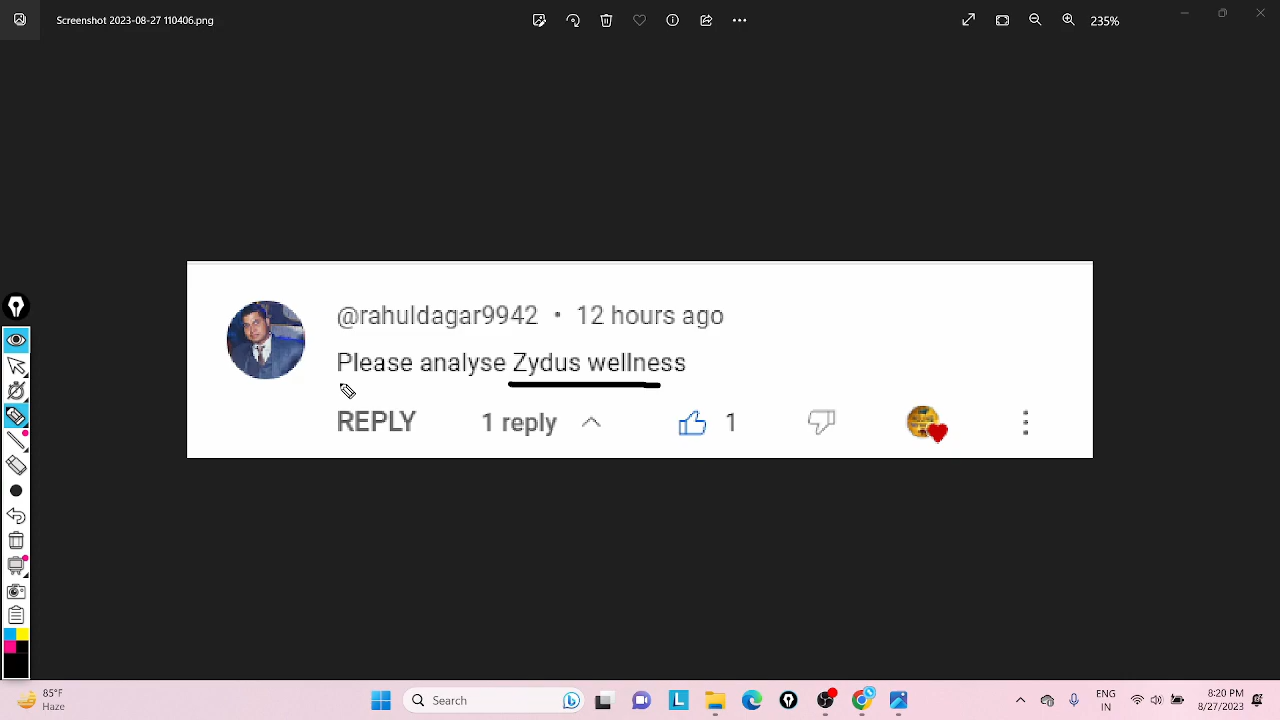 Screenshot 2023-08-27 110406.png
235%
@rahuldagar9942 • 12 hours ago
Please analyse Zydus wellness
REPLY 1 reply 1
85°F
Haze
Search
L
ENG
IN
8:20 PM
8/27/2023